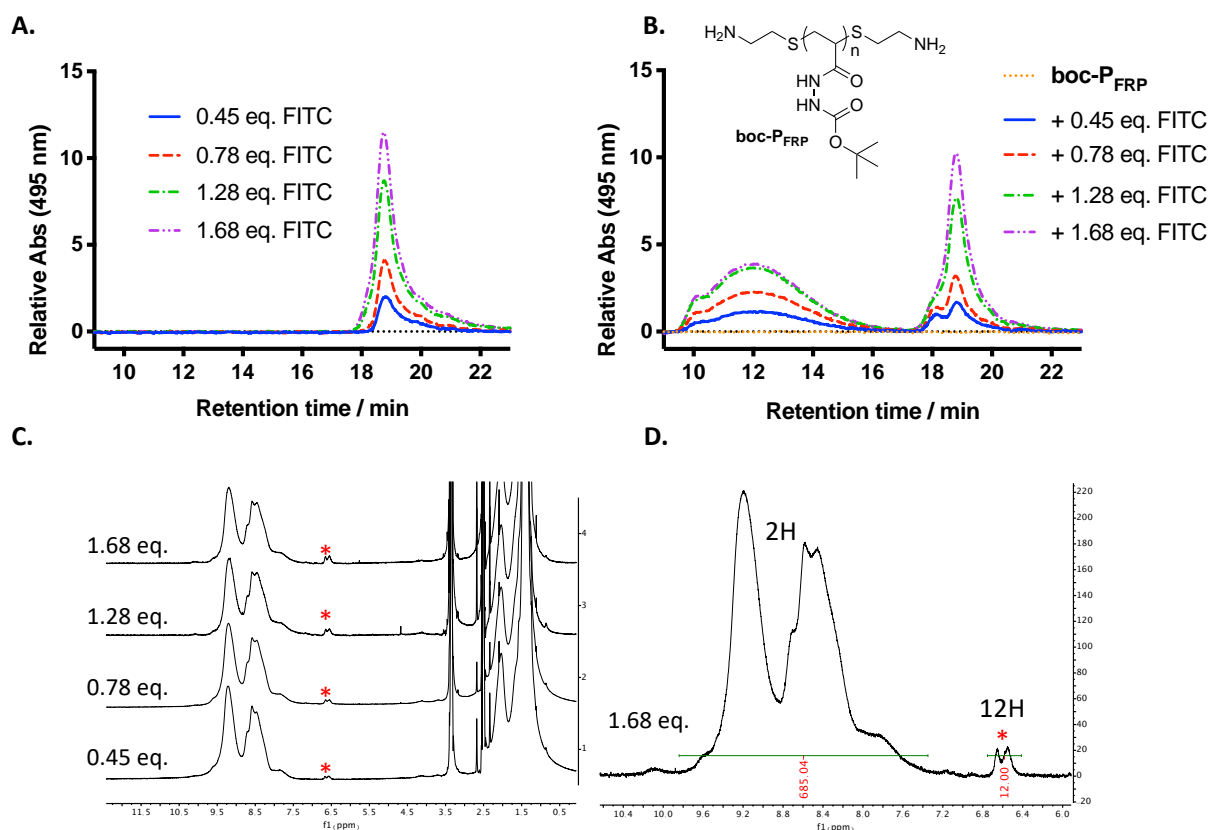 A.
15
10
5
0
Relative Abs (495 nm)
0.45 eq. FITC
0.78 eq. FITC
1.28 eq. FITC
1.68 eq. FITC
10 12 14 16 18 20 22
Retention time / min
B.
15
10
5
0
Relative Abs (495 nm)
H2N
S
S
n
NH2
NH
O
NH
O
O
boc-PFRP
boc-PFRP
+ 0.45 eq. FITC
+ 0.78 eq. FITC
+ 1.28 eq. FITC
+ 1.68 eq. FITC
10 12 14 16 18 20 22
Retention time / min
C.
1.68 eq.
*
4
1.28 eq.
*
3
0.78 eq.
*
2
0.45 eq.
*
1
11.5 10.5 9.5 8.5 7.5 6.5 5.5 4.5 3.5 2.5 1.5 0.5
f1 (ppm)
D.
2H
1.68 eq.
12H
*
685.04
12.00
220
200
180
160
140
120
100
80
60
40
20
0
20
10.4 9.6 9.2 8.8 8.4 8.0 7.6 7.2 6.8 6.4 6.0
f1 (ppm)